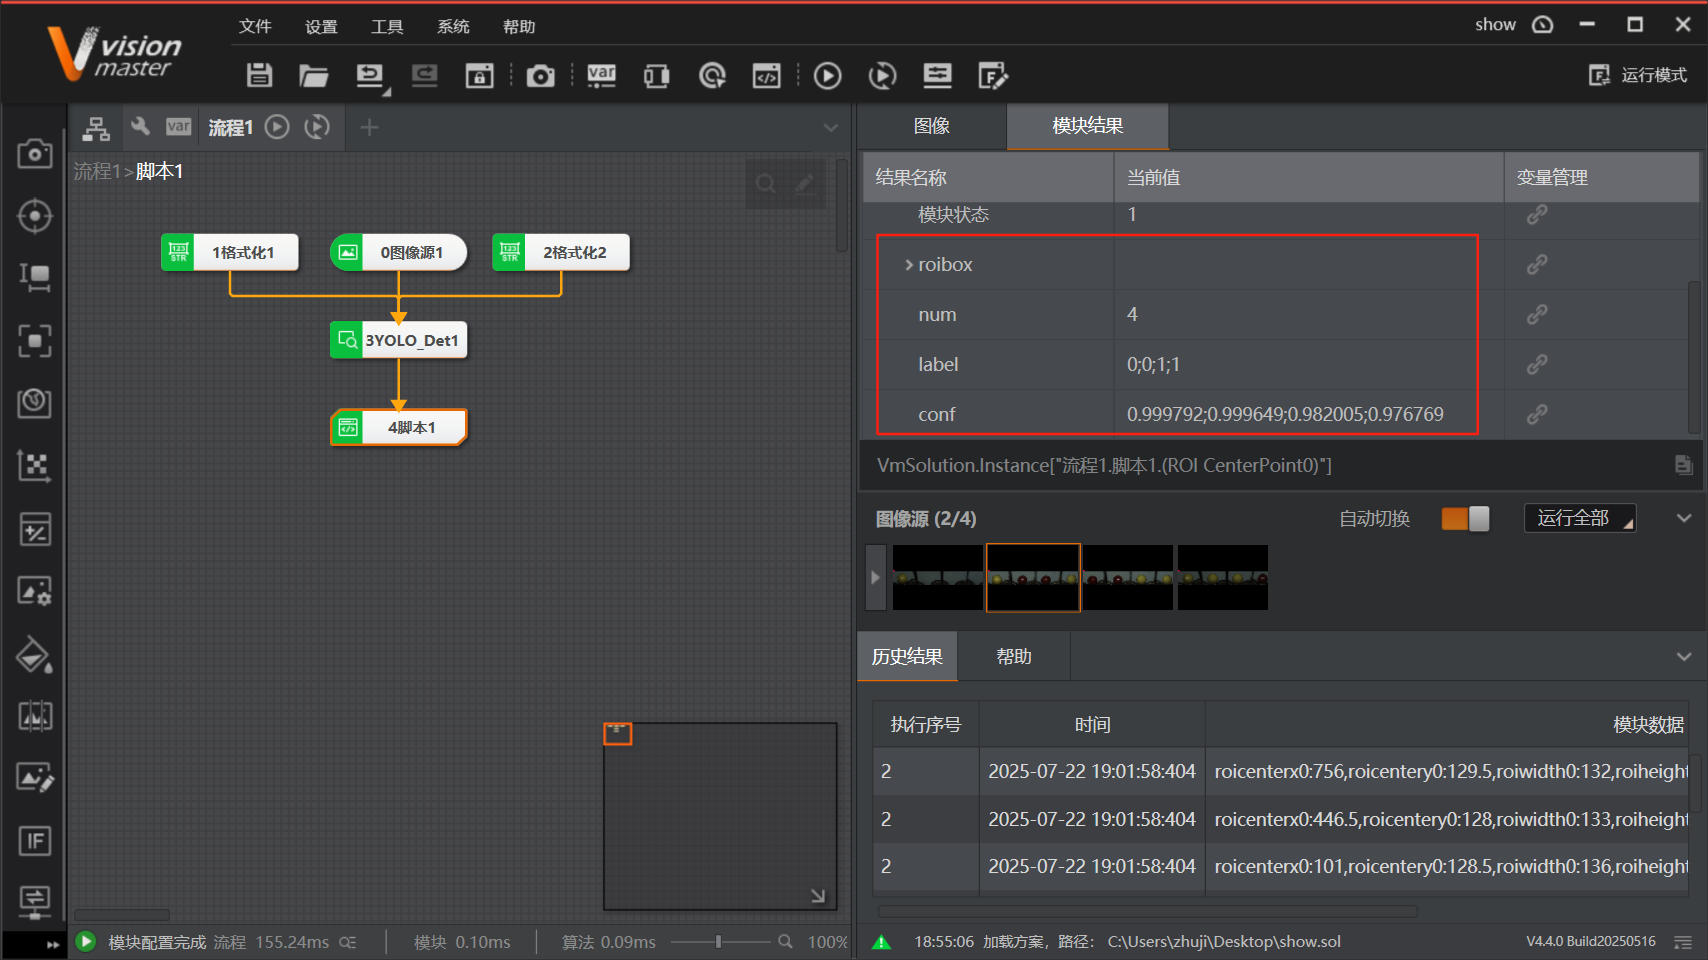 vision
master
文件 设置 工具 系统 帮助
show
var
运行模式
var 流程1
流程1>脚本1
123 STR 1格式化1
0图像源1
123 STR 2格式化2
3YOLO_Det1
4脚本1
IF
图像 模块结果
结果名称 当前值 变量管理
模块状态 1
roibox
num 4
label 0;0;1;1
conf 0.999792;0.999649;0.982005;0.976769
VmSolution.Instance["流程1.脚本1.(ROI CenterPoint0)"]
图像源 (2/4) 自动切换 运行全部
历史结果 帮助
执行序号 时间 模块数据
2 2025-07-22 19:01:58:404 roicenterx0:756,roicentery0:129.5,roiwidth0:132,roiheight
2 2025-07-22 19:01:58:404 roicenterx0:446.5,roicentery0:128,roiwidth0:133,roiheight
2 2025-07-22 19:01:58:404 roicenterx0:101,roicentery0:128.5,roiwidth0:136,roiheight
模块配置完成 流程 155.24ms 模块 0.10ms 算法 0.09ms 100%
18:55:06 加载方案，路径： C:\Users\zhuji\Desktop\show.sol V4.4.0 Build20250516